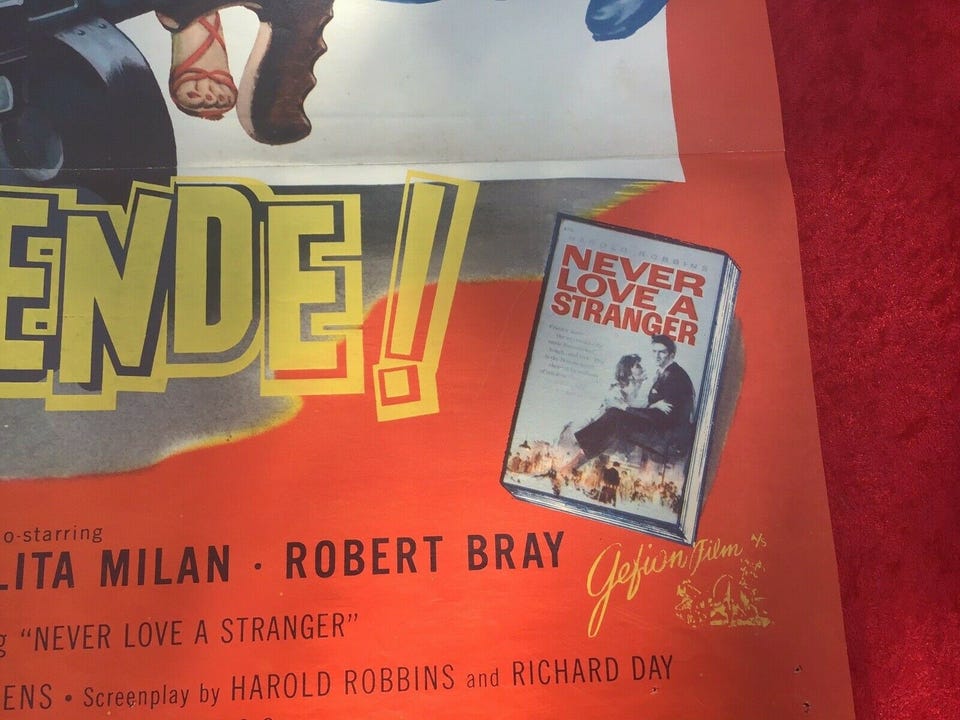 ENDE!
HAROLD ROBBINS
NEVER
LOVE A
STRANGER
o-starring
LITA MILAN · ROBERT BRAY
Gefion Film %
g "NEVER LOVE A STRANGER"
ENS • Screenplay by HAROLD ROBBINS and RICHARD DAY